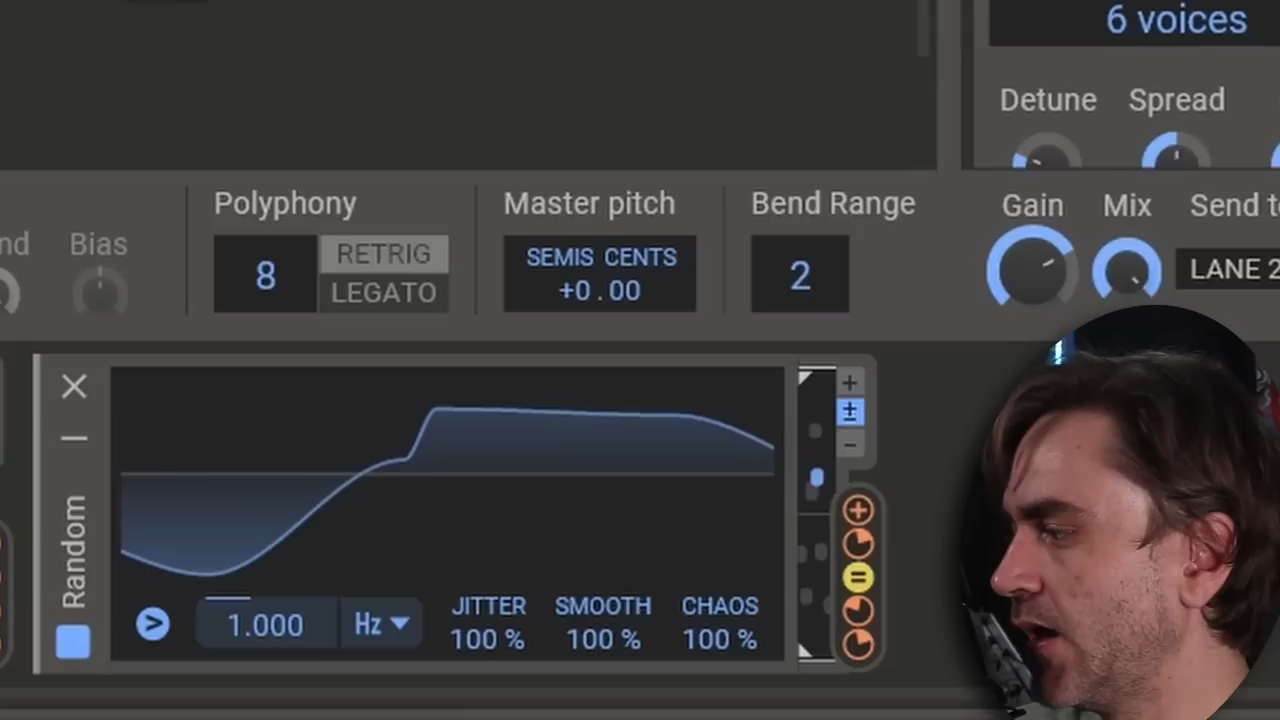 6 voices
Detune Spread
Polyphony Master pitch Bend Range Gain Mix Send
Bias
8 RETRIG SEMIS CENTS 2 LANE 2
LEGATO +0.00
Random
1.000 Hz JITTER SMOOTH CHAOS
100 % 100 % 100 %